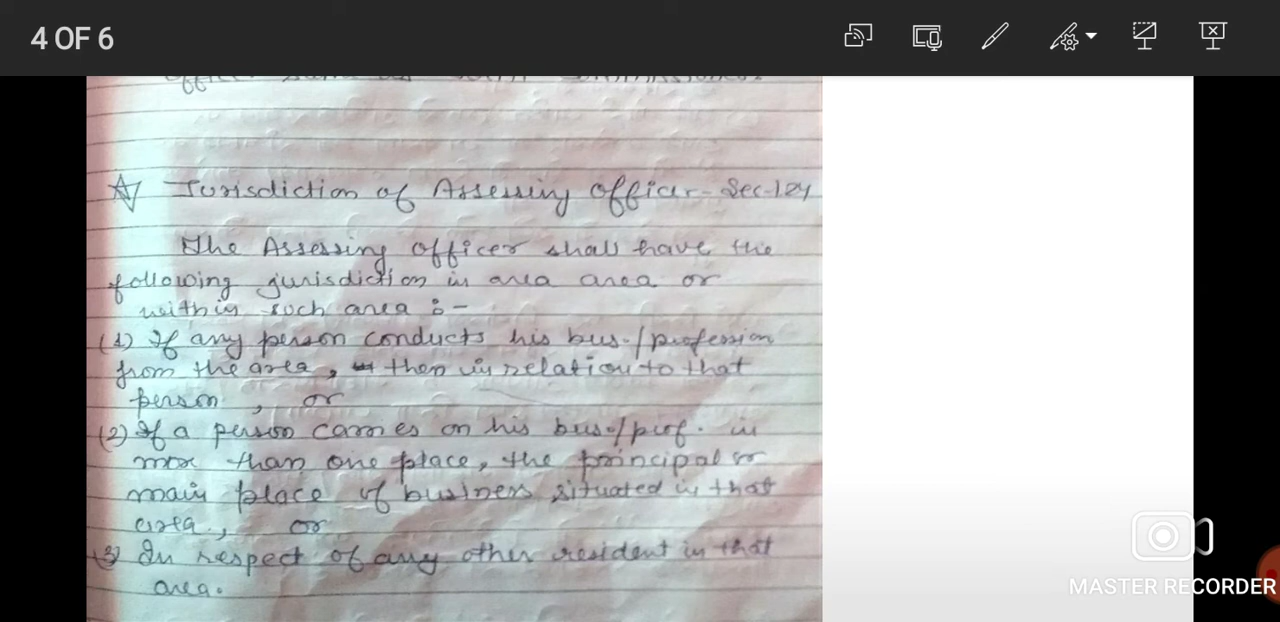 4 OF 6
Jurisdiction of Assessing Officer - Sec-124
The Assessing officer shall have the
following jurisdiction in area area or
within such area :-
(1) If any person conducts his bus./profession
from the area, then in relation to that
person, or
(2) If a person carries on his bus./prof. in
more than one place, the principal or
main place of business situated in that
area, or
(3) In respect of any other resident in that
area.
MASTER RECORDER